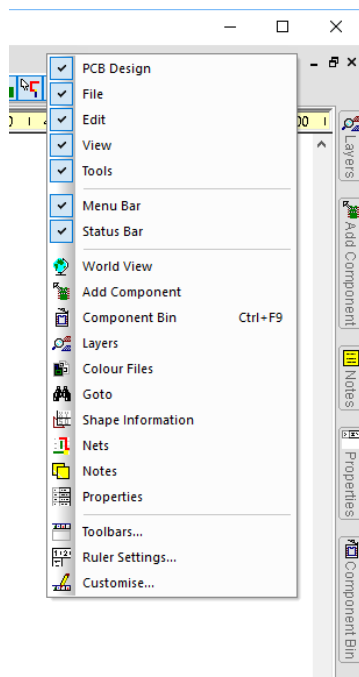 PCB Design
File
Edit
View
Tools
Menu Bar
Status Bar
World View
Add Component
Component Bin Ctrl+F9
Layers
Colour Files
Goto
Shape Information
Nets
Notes
Properties
Toolbars...
Ruler Settings...
Customise...
Layers
Add Component
Notes
Properties
Component Bin